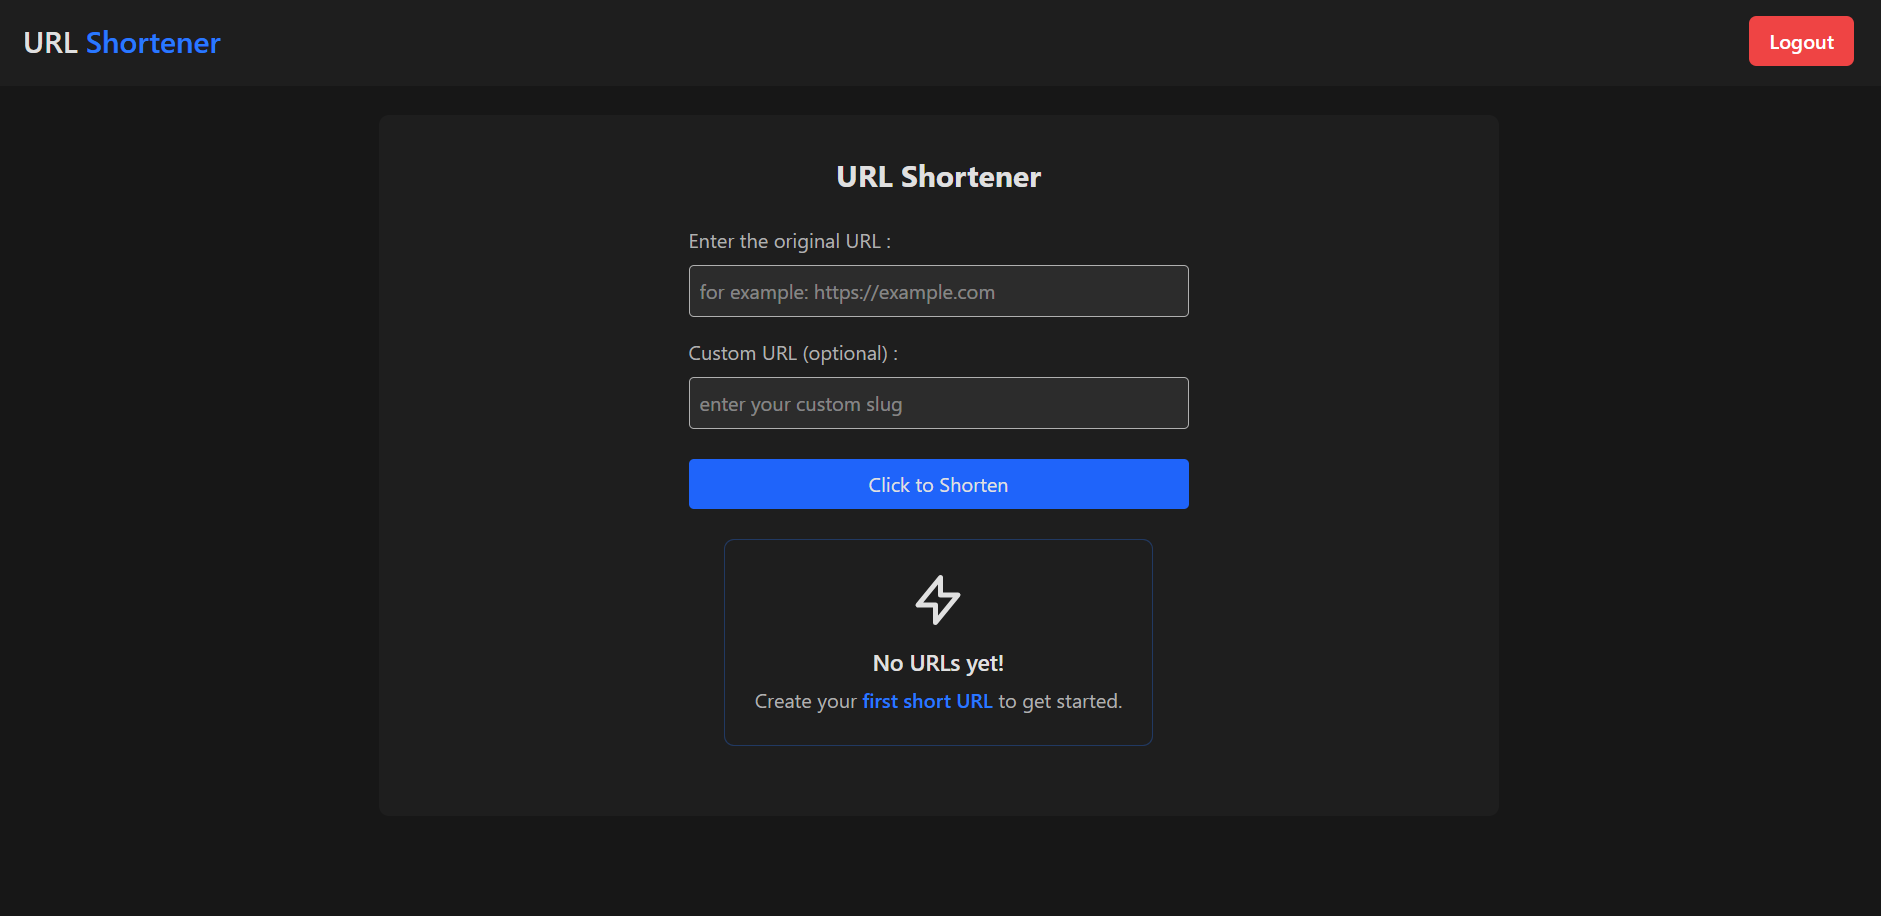 URL Shortener
Logout
URL Shortener
Enter the original URL :
for example: https://example.com
Custom URL (optional) :
enter your custom slug
Click to Shorten
No URLs yet!
Create your first short URL to get started.